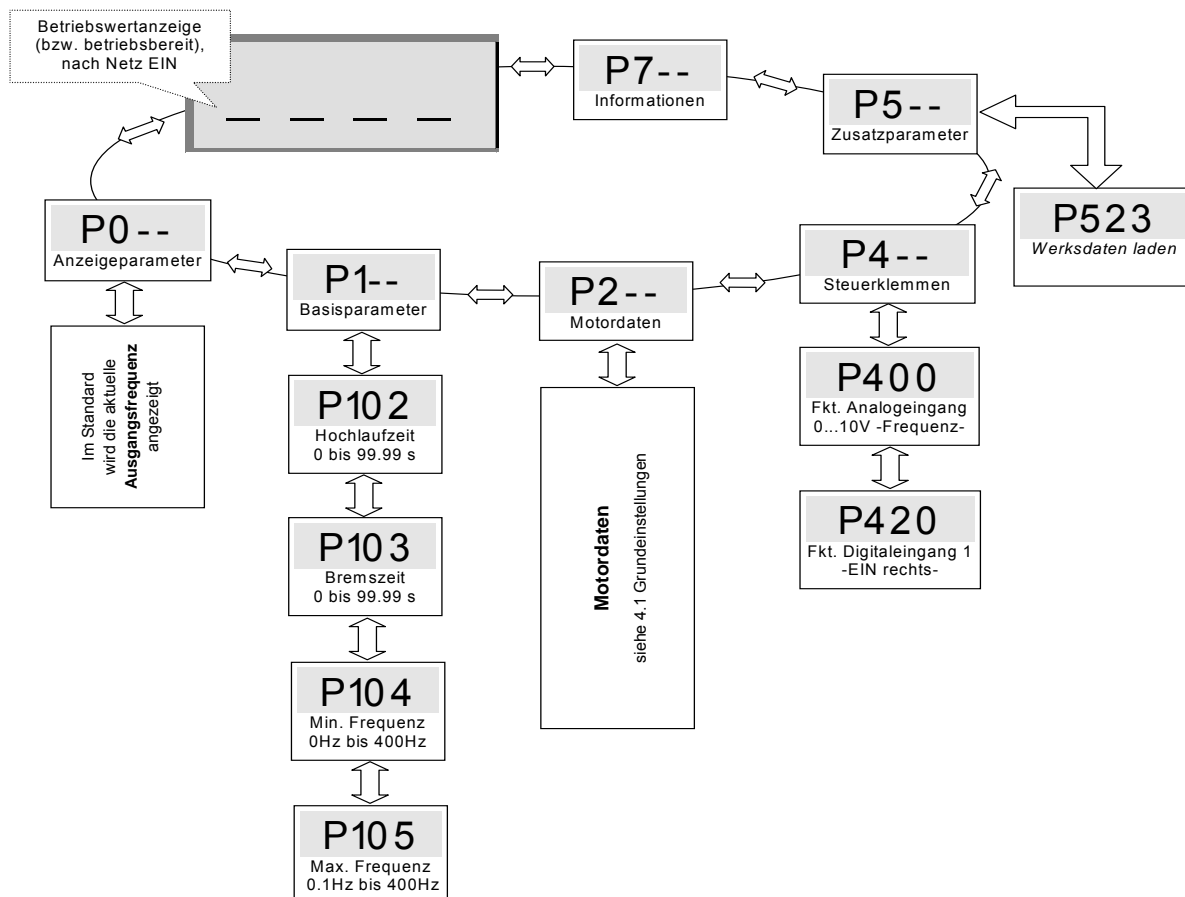 Betriebswertanzeige
(bzw. betriebsbereit),
nach Netz EIN
_ _ _ _
P7--
Informationen
P5--
Zusatzparameter
P523
Werksdaten laden
P0--
Anzeigeparameter
P1--
Basisparameter
P2--
Motordaten
P4--
Steuerklemmen
Im Standard
wird die aktuelle
Ausgangsfrequenz
angezeigt
P102
Hochlaufzeit
0 bis 99.99 s
P103
Bremszeit
0 bis 99.99 s
P104
Min. Frequenz
0Hz bis 400Hz
P105
Max. Frequenz
0.1Hz bis 400Hz
Motordaten
siehe 4.1 Grundeinstellungen
P400
Fkt. Analogeingang
0...10V -Frequenz-
P420
Fkt. Digitaleingang 1
-EIN rechts-